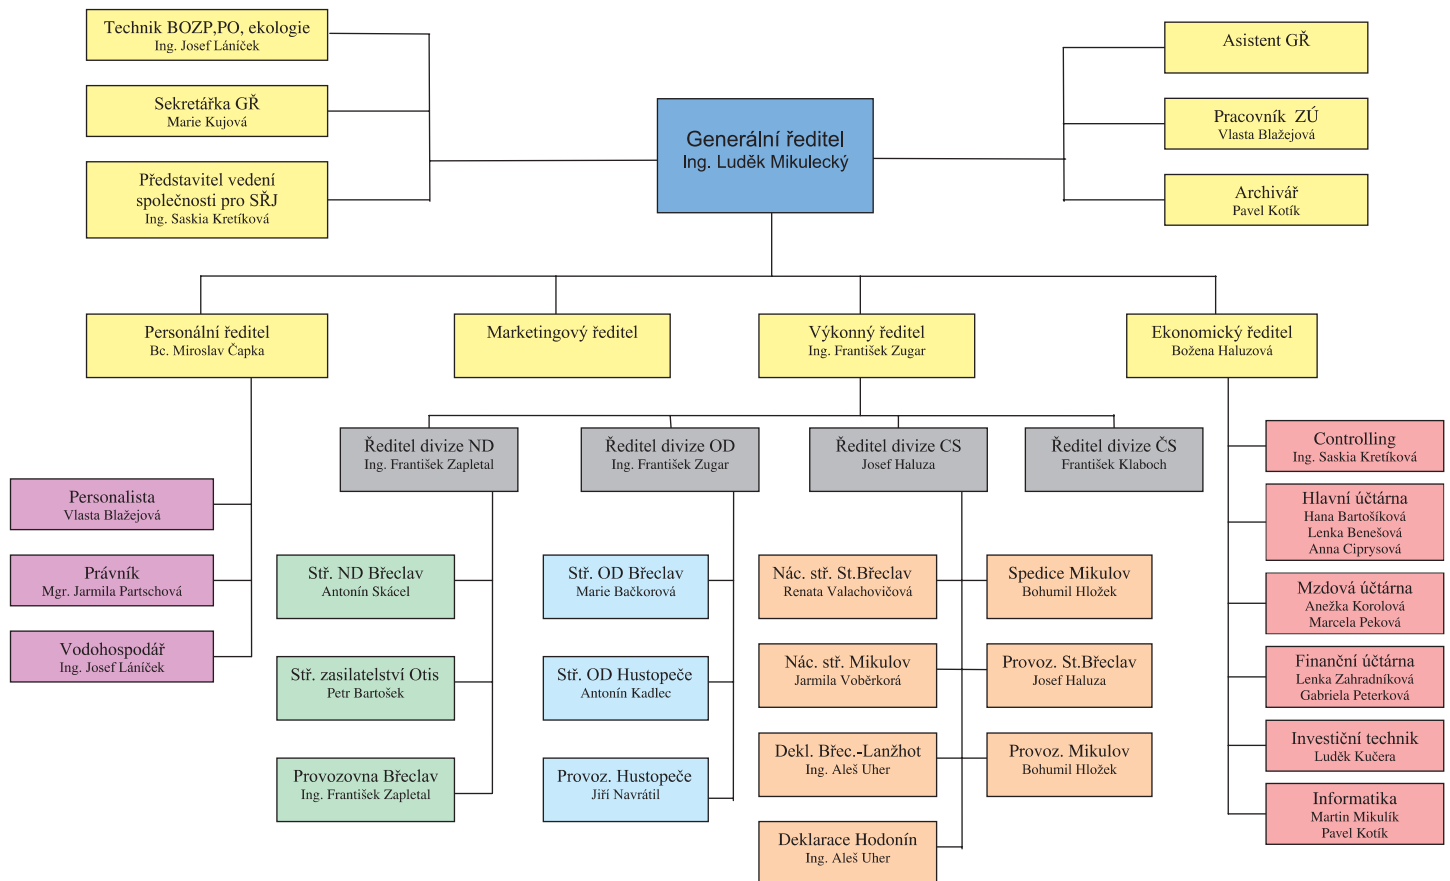 Technik BOZP,PO, ekologie
Ing. Josef Láníček
Sekretářka GŘ
Marie Kujová
Představitel vedení
společnosti pro SŘJ
Ing. Saskia Kretíková
Generální ředitel
Ing. Luděk Mikulecký
Asistent GŘ
Pracovník ZÚ
Vlasta Blažejová
Archivář
Pavel Kotík
Personální ředitel
Bc. Miroslav Čapka
Marketingový ředitel
Výkonný ředitel
Ing. František Zugar
Ekonomický ředitel
Božena Haluzová
Ředitel divize ND
Ing. František Zapletal
Ředitel divize OD
Ing. František Zugar
Ředitel divize CS
Josef Haluza
Ředitel divize ČS
František Klaboch
Personalista
Vlasta Blažejová
Právník
Mgr. Jarmila Partschová
Vodohospodář
Ing. Josef Láníček
Stř. ND Břeclav
Antonín Skácel
Stř. zasilatelství Otis
Petr Bartošek
Provozovna Břeclav
Ing. František Zapletal
Stř. OD Břeclav
Marie Bačkorová
Stř. OD Hustopeče
Antonín Kadlec
Provoz. Hustopeče
Jiří Navrátil
Nác. stř. St.Břeclav
Renata Valachovičová
Nác. stř. Mikulov
Jarmila Voběrkorá
Dekl. Břec.-Lanžhot
Ing. Aleš Uher
Deklarace Hodonín
Ing. Aleš Uher
Spedice Mikulov
Bohumil Hložek
Provoz. St.Břeclav
Josef Haluza
Provoz. Mikulov
Bohumil Hložek
Controlling
Ing. Saskia Kretíková
Hlavní účtárna
Hana Bartošíková
Lenka Benešová
Anna Ciprysová
Mzdová účtárna
Anežka Korolová
Marcela Peková
Finanční účtárna
Lenka Zahradníková
Gabriela Peterková
Investiční technik
Luděk Kučera
Informatika
Martin Mikulík
Pavel Kotík